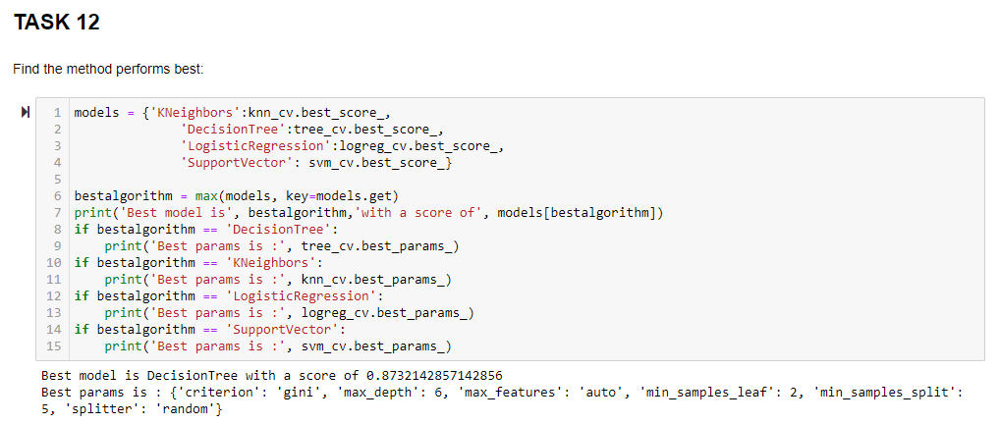 TASK 12
Find the method performs best:
1 models = {'KNeighbors':knn_cv.best_score_,
2 'DecisionTree':tree_cv.best_score_,
3 'LogisticRegression':logreg_cv.best_score_,
4 'SupportVector': svm_cv.best_score_}
5
6 bestalgorithm = max(models, key=models.get)
7 print('Best model is', bestalgorithm,'with a score of', models[bestalgorithm])
8 if bestalgorithm == 'DecisionTree':
9 print('Best params is :', tree_cv.best_params_)
10 if bestalgorithm == 'KNeighbors':
11 print('Best params is :', knn_cv.best_params_)
12 if bestalgorithm == 'LogisticRegression':
13 print('Best params is :', logreg_cv.best_params_)
14 if bestalgorithm == 'SupportVector':
15 print('Best params is :', svm_cv.best_params_)
Best model is DecisionTree with a score of 0.8732142857142856
Best params is : {'criterion': 'gini', 'max_depth': 6, 'max_features': 'auto', 'min_samples_leaf': 2, 'min_samples_split':
5, 'splitter': 'random'}